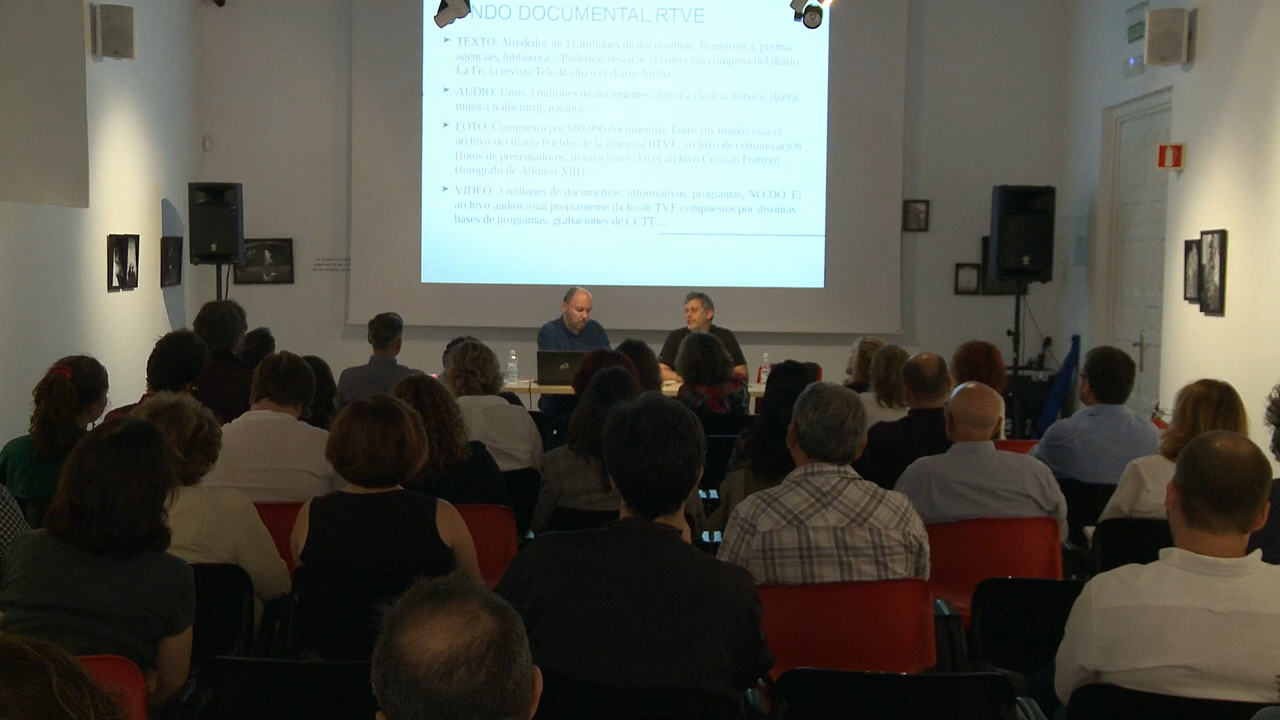 NDO DOCUMENTAL RTVE
TEXTO. Alrededor de 11 millones de documentos: hemeroteca, prensa,
agencias, biblioteca…Podemos destacar la colección completa del diario
La Fe, la revista Tele-Radio o el diario Arriba.
AUDIO. Unos 3 millones de documentos: música clásica, música, ligera,
música tradicional, palabra…
FOTO. Compuesto por 600.000 documentos. Entre sus fondos está el
archivo del diario Pueblo, de la orquesta RTVE, archivo de comunicación
(fotos de presentadores, instalaciones..) o el archivo Cristian Franzen
(fotógrafo de Alfonso XIII).
VIDEO. 3 millones de documentos: informativos, programas, NO-DO. El
archivo audiovisual propiamente dicho de TVE compuestos por distintas
bases de programas, grabaciones de CCTT…